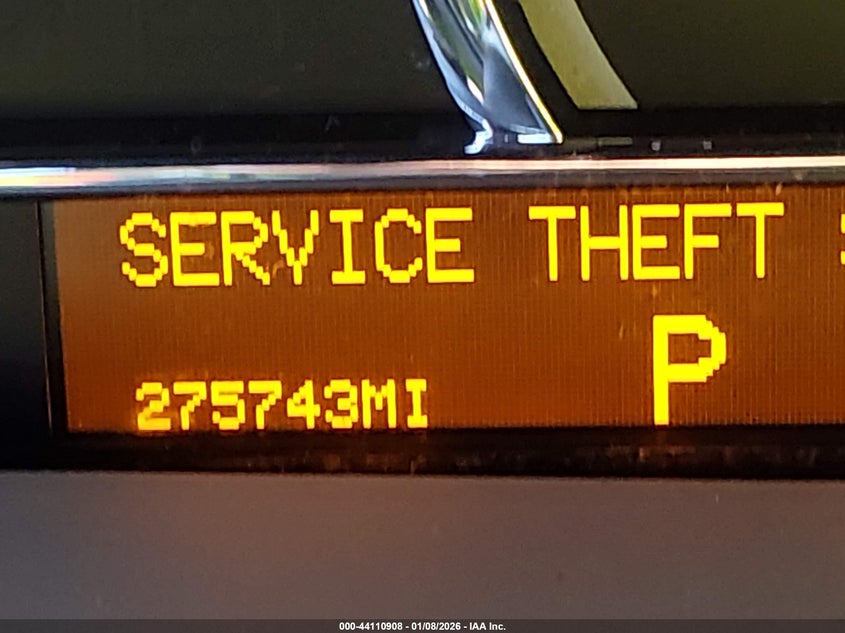 SERVICE THEFT
275743MI P
000-44110908 - 01/08/2026 - IAA Inc.